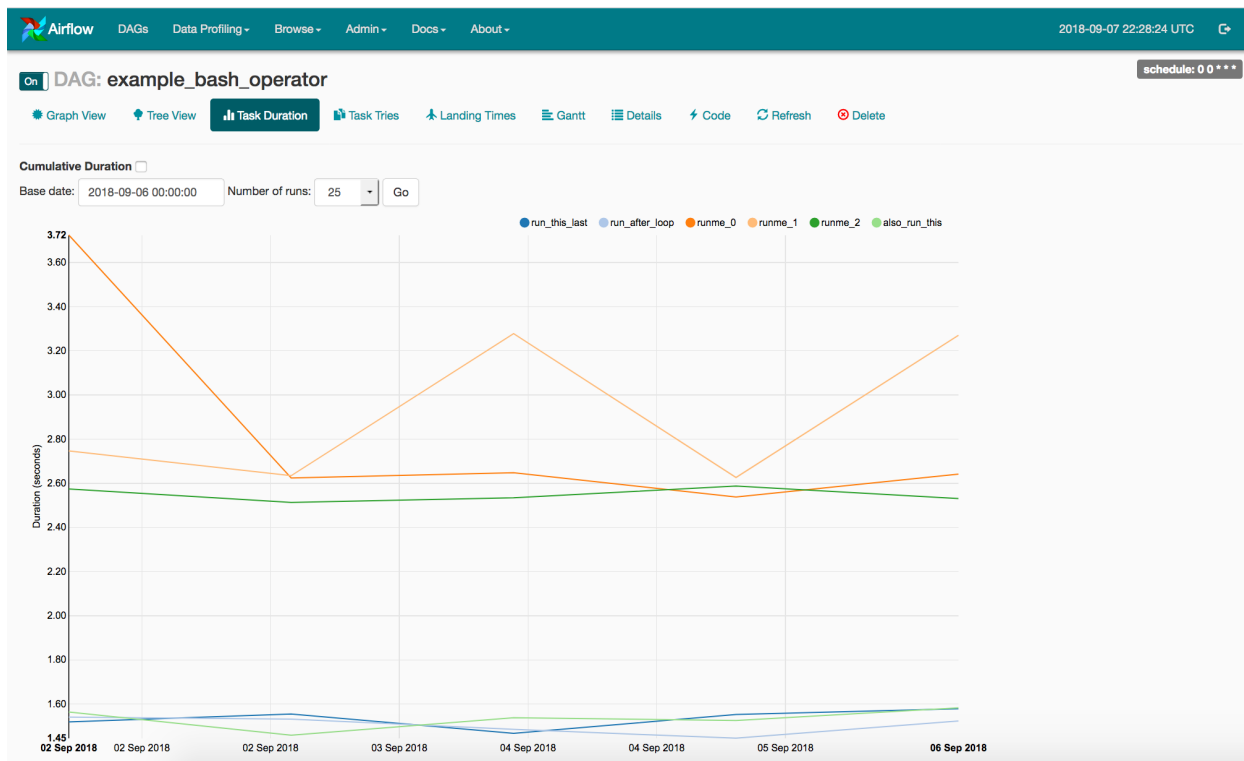 Airflow DAGs Data Profiling Browse Admin Docs About 2018-09-07 22:28:24 UTC
schedule: 0 0 * * *
On DAG: example_bash_operator
Graph View Tree View Task Duration Task Tries Landing Times Gantt Details Code Refresh Delete
Cumulative Duration
Base date: 2018-09-06 00:00:00 Number of runs: 25 Go
run_this_last run_after_loop runme_0 runme_1 runme_2 also_run_this
3.72
3.60
3.40
3.20
3.00
2.80
2.60
2.40
2.20
2.00
1.80
1.60
1.45
Duration (seconds)
02 Sep 2018 02 Sep 2018 02 Sep 2018 03 Sep 2018 04 Sep 2018 04 Sep 2018 05 Sep 2018 06 Sep 2018